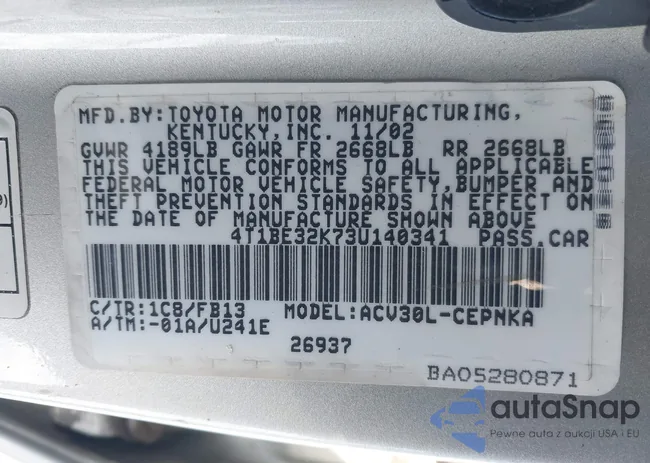 MFD.BY:TOYOTA MOTOR MANUFACTURING,
KENTUCKY,INC. 11/02
GVWR 4189LB GAWR FR 2668LB RR 2668LB
THIS VEHICLE CONFORMS TO ALL APPLICABLE
FEDERAL MOTOR VEHICLE SAFETY,BUMPER AND
THEFT PREVENTION STANDARDS IN EFFECT ON
THE DATE OF MANUFACTURE SHOWN ABOVE
4T1BE32K73U140341 PASS.CAR
C/TR:1C8/FB13 MODEL:ACV30L-CEPNKA
A/TM:-01A/U241E
26937
BA05280871
autaSnap
Pewne auta z aukcji USA i EU